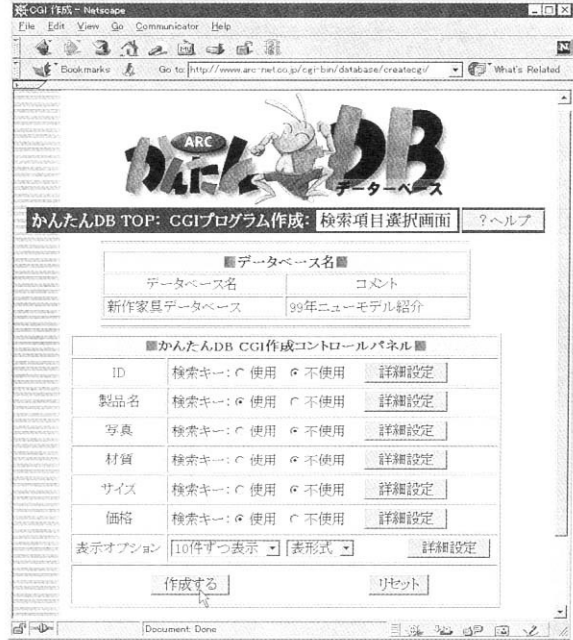 CGI作成 - Netscape
File Edit View Go Communicator Help
Bookmarks Go to: http://www.arc-net.co.jp/cgi-bin/database/createcgi/ What's Related
ARC
かんたんDB
データーベース
かんたんDB TOP: CGIプログラム作成: 検索項目選択画面 ?ヘルプ
データベース名
データベース名 コメント
新作家具データベース 99年ニューモデル紹介
かんたんDB CGI作成コントロールパネル
ID 検索キー: 使用 不使用 詳細設定
製品名 検索キー: 使用 不使用 詳細設定
写真 検索キー: 使用 不使用 詳細設定
材質 検索キー: 使用 不使用 詳細設定
サイズ 検索キー: 使用 不使用 詳細設定
価格 検索キー: 使用 不使用 詳細設定
表示オプション 10件ずつ表示 表形式 詳細設定
作成する リセット
Document: Done